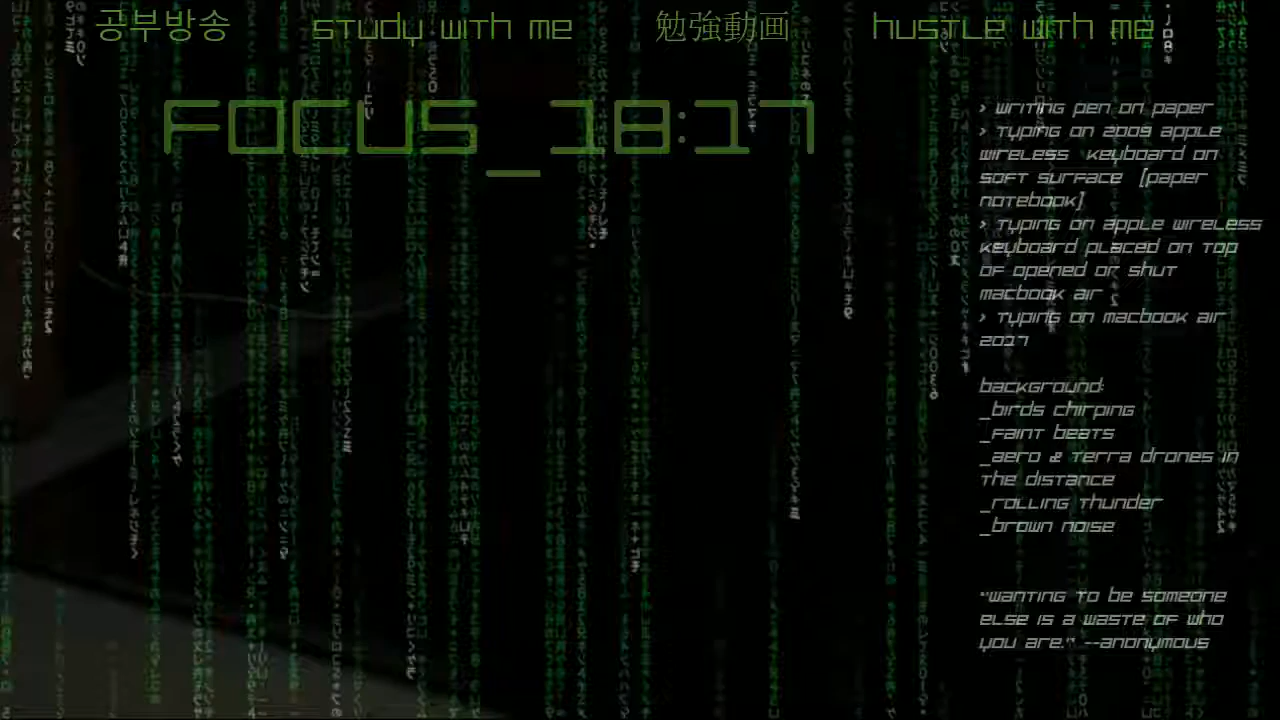 공부방송 study with me 勉強動画 hustle with me
FOCUS_18:17
> writing pen on paper
> typing on 2009 apple
wireless keyboard on
soft surface [paper
notebook]
> typing on apple wireless
keyboard placed on top
of opened or shut
macbook air
> typing on macbook air
2017
background:
_birds chirping
_faint beats
_aero & terra drones in
the distance
_rolling thunder
_brown noise
"wanting to be someone
else is a waste of who
you are." --anonymous